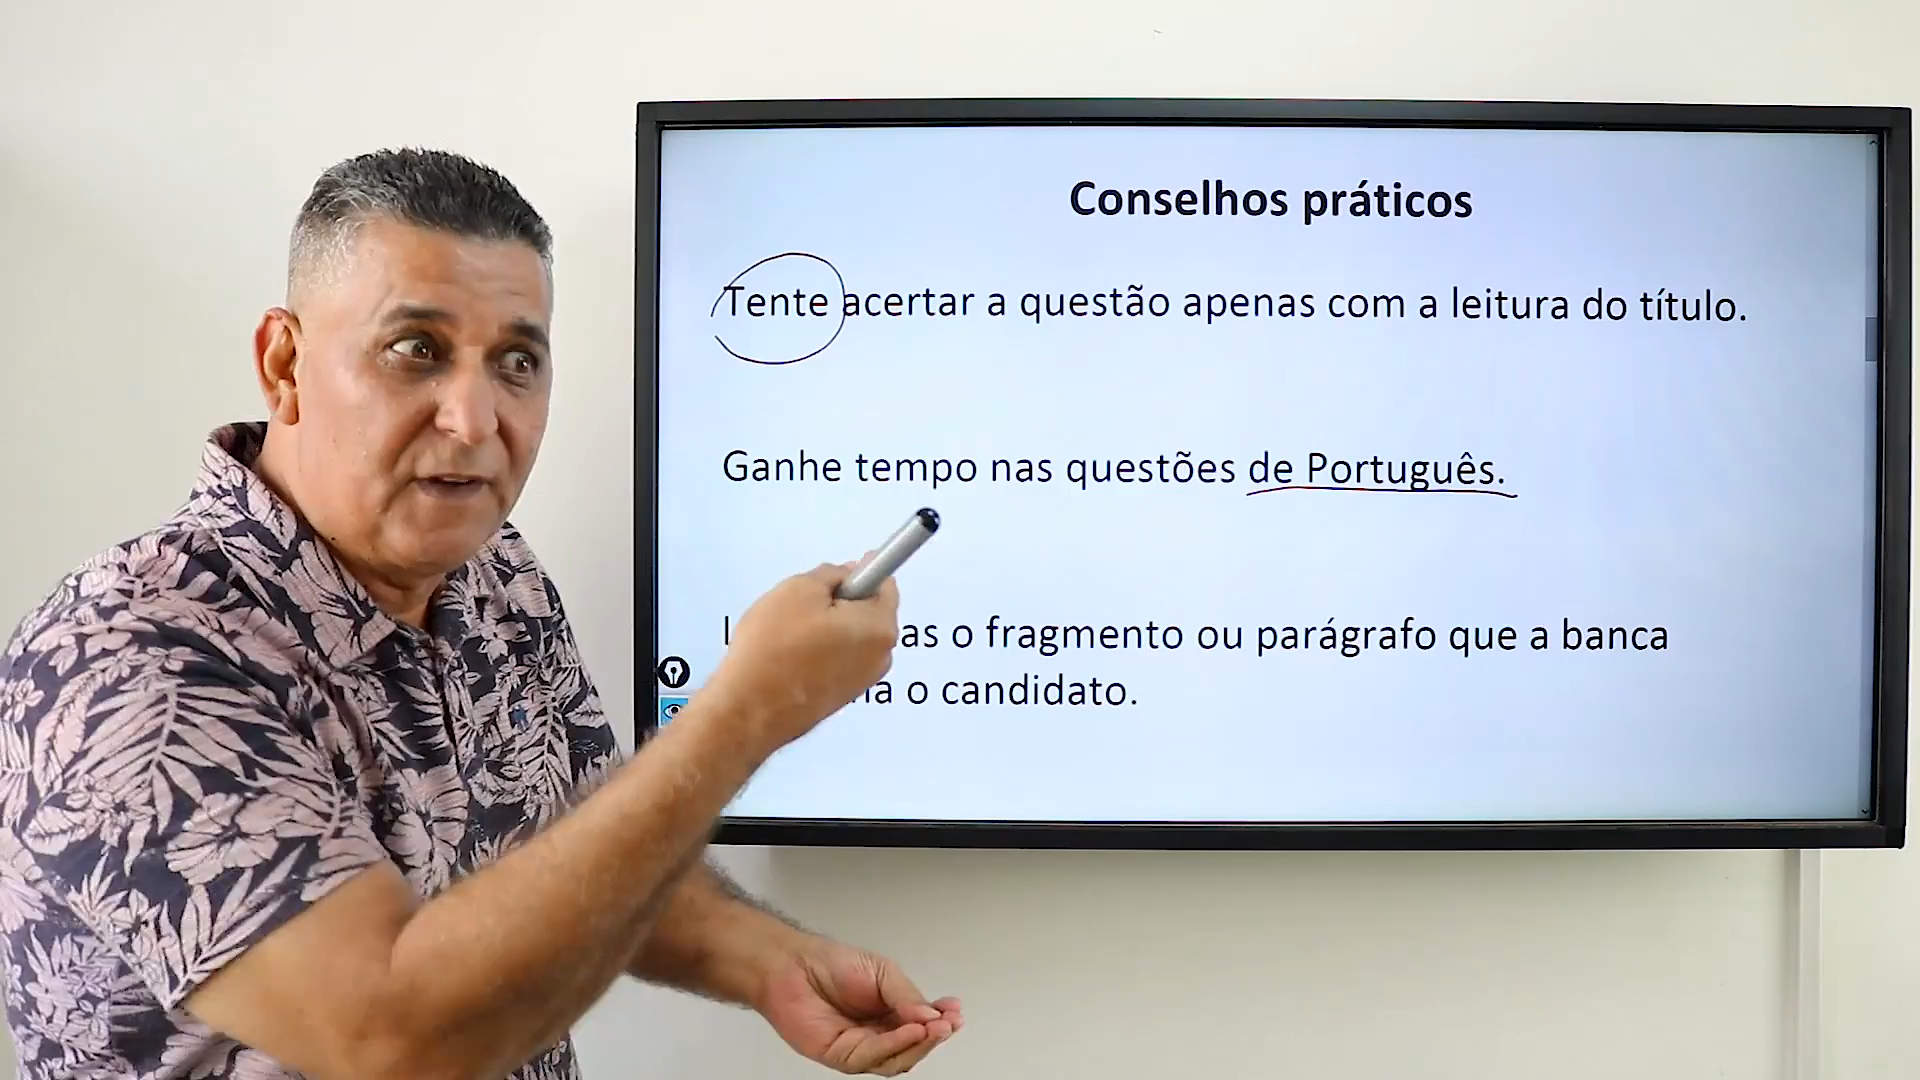 Conselhos práticos
Tente acertar a questão apenas com a leitura do título.
Ganhe tempo nas questões de Português.
o fragmento ou parágrafo que a banca
o candidato.